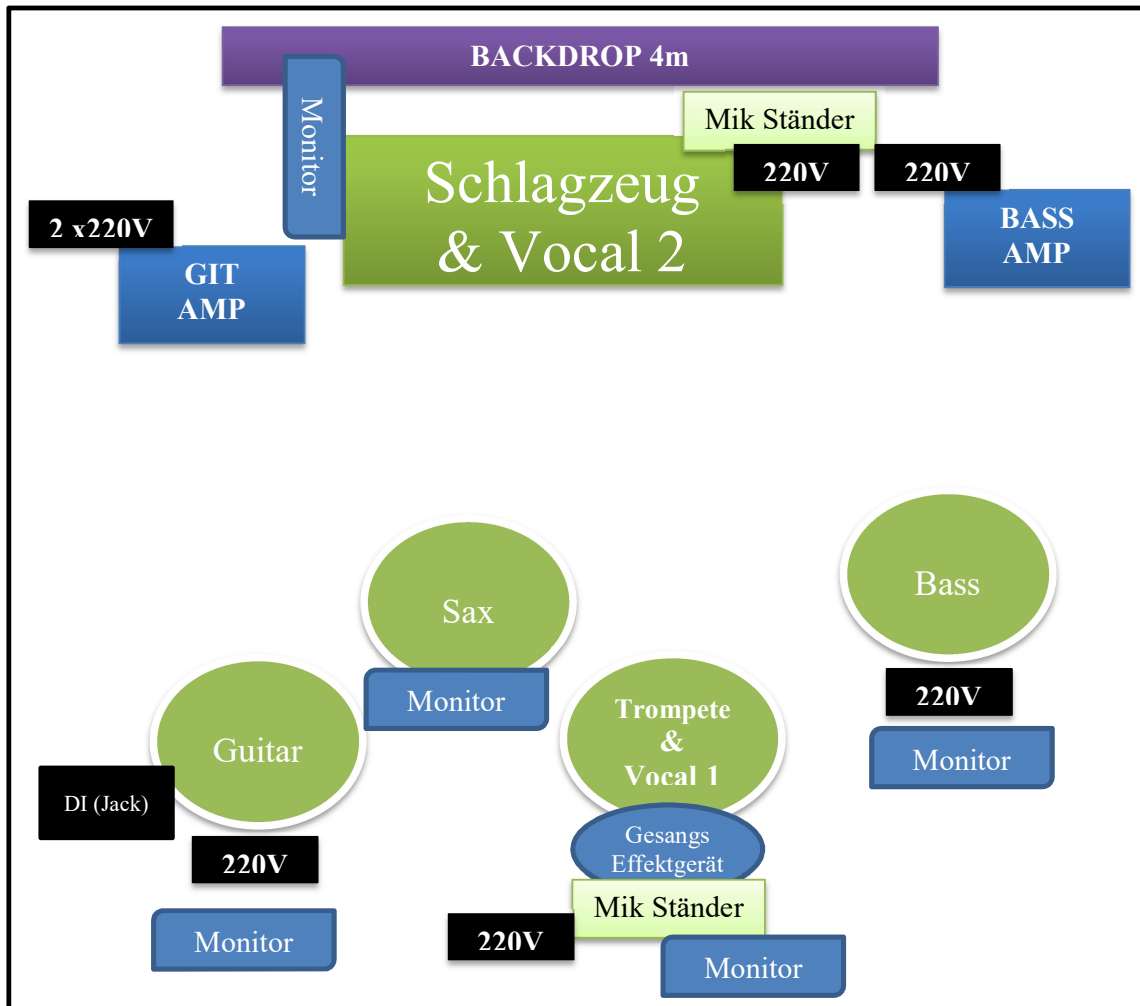 BACKDROP 4m
Monitor
Mik Ständer
Schlagzeug
& Vocal 2
220V
220V
2 x220V
GIT
AMP
BASS
AMP
Sax
Bass
Monitor
Guitar
Trompete
&
Vocal 1
220V
Monitor
DI (Jack)
220V
Gesangs
Effektgerät
Mik Ständer
220V
Monitor
Monitor